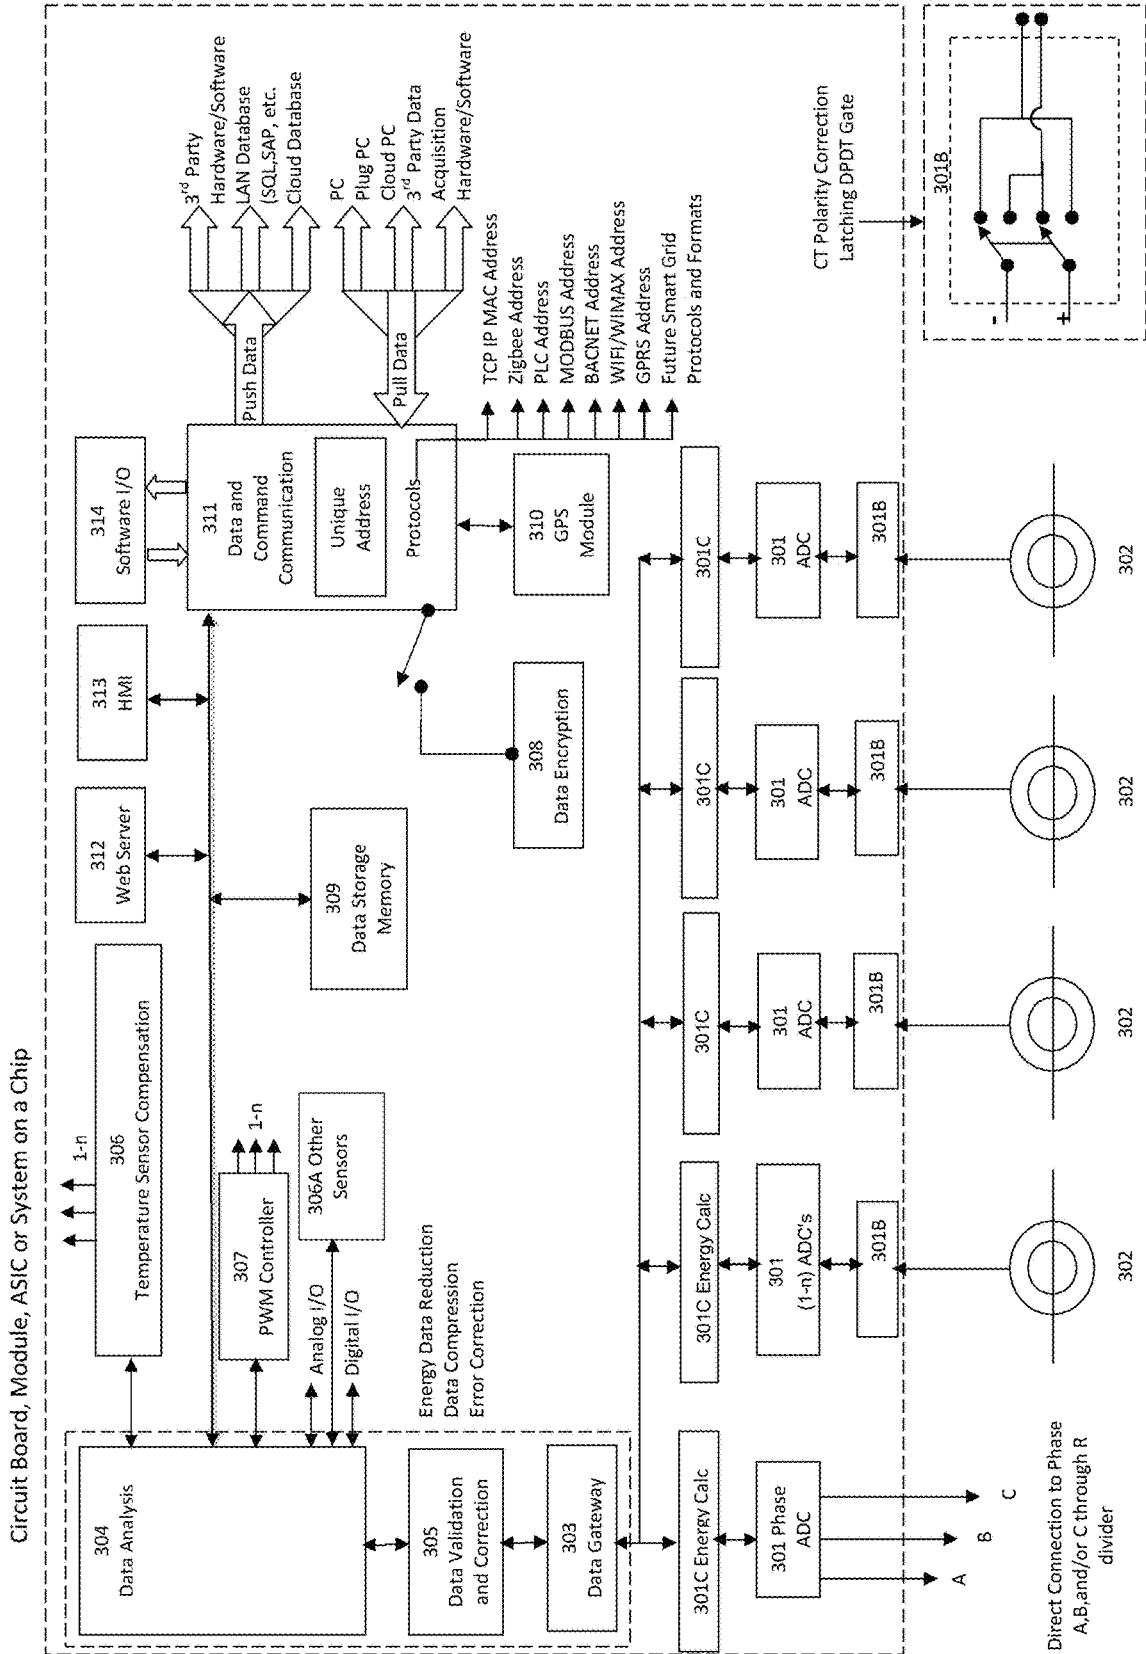 Circuit Board, Module, ASIC or System on a Chip
304
Data Analysis
305
Data Validation
and Correction
303
Data Gateway
Energy Data Reduction
Data Compression
Error Correction
306
Temperature Sensor Compensation
1-n
307
PWM Controller
1-n
306A Other
Sensors
Analog I/O
Digital I/O
312
Web Server
313
HMI
314
Software I/O
309
Data Storage
Memory
308
Data Encryption
311
Data and
Command
Communication
Unique
Address
Protocols
310
GPS
Module
Push Data
3rd Party
Hardware/Software
LAN Database
(SQL,SAP, etc.
Cloud Database
Pull Data
PC
Plug PC
Cloud PC
3rd Party Data
Acquisition
Hardware/Software
TCP IP MAC Address
Zigbee Address
PLC Address
MODBUS Address
BACNET Address
WIFI/WIMAX Address
GPRS Address
Future Smart Grid
Protocols and Formats
301C Energy Calc
301C Energy Calc
301C
301C
301C
301 Phase
ADC
301
(1-n) ADC's
301
ADC
301
ADC
301
ADC
301B
301B
301B
301B
A
B
C
Direct Connection to Phase
A,B,and/or C through R
divider
302
302
302
302
CT Polarity Correction
Latching DPDT Gate
301B
-
+